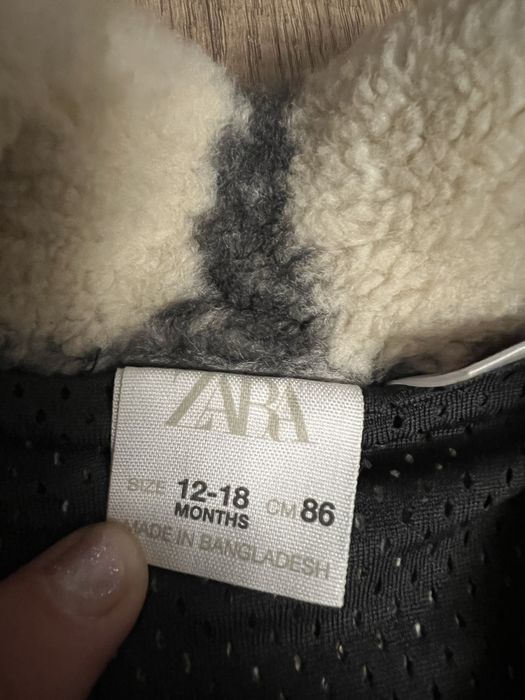 ZARA
SIZE 12-18 CM 86
MONTHS
MADE IN BANGLADESH